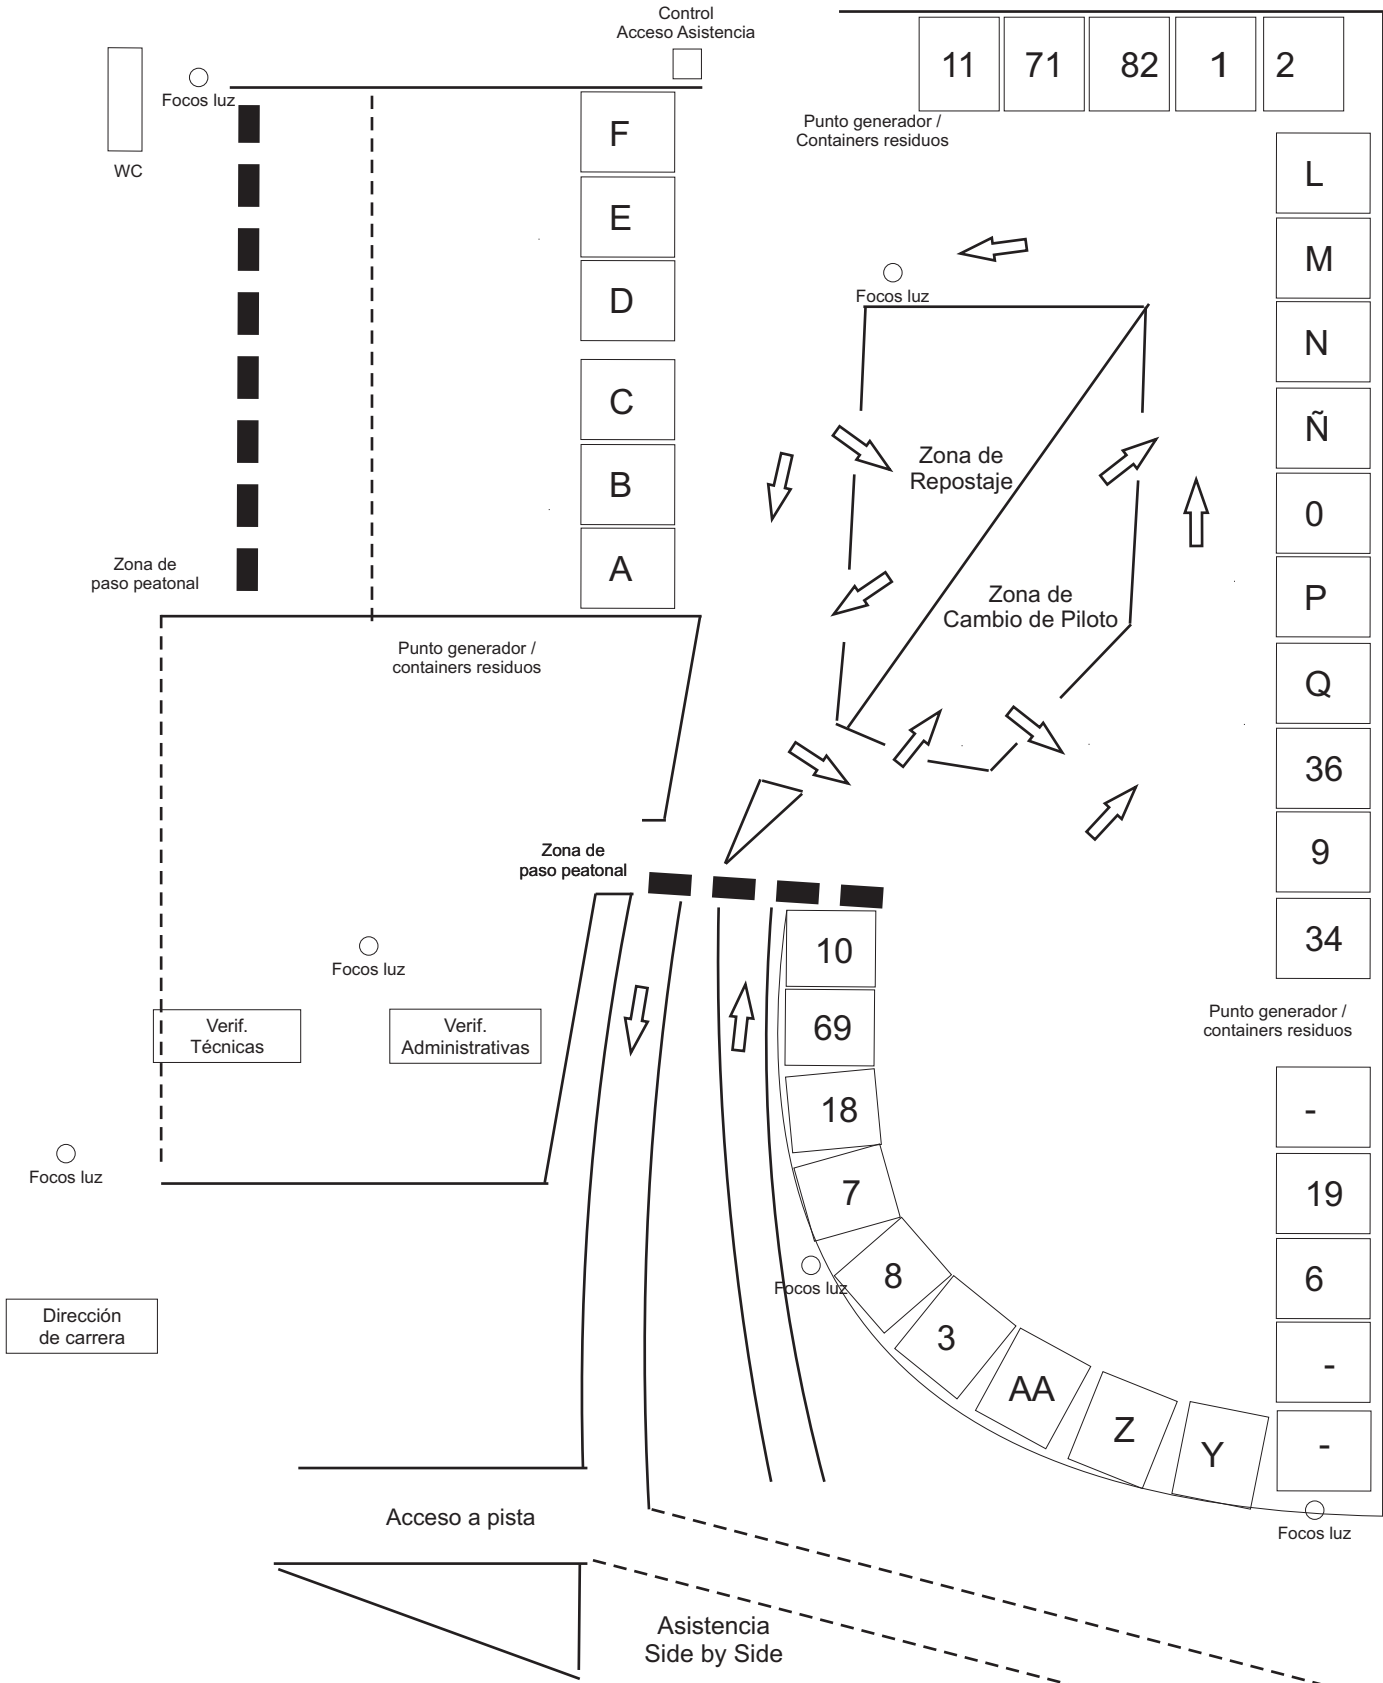 Control
Acceso Asistencia
11
71
82
1
2
Focos luz
WC
Punto generador /
Containers residuos
F
E
D
C
B
A
L
M
N
Ñ
0
P
Q
36
9
34
Focos luz
Zona de
Repostaje
Zona de
Cambio de Piloto
Zona de
paso peatonal
Punto generador /
containers residuos
Zona de
paso peatonal
Focos luz
Verif.
Técnicas
Verif.
Administrativas
Focos luz
Dirección
de carrera
10
69
18
7
8
3
AA
Z
Y
Focos luz
Punto generador /
containers residuos
-
19
6
-
-
Focos luz
Acceso a pista
Asistencia
Side by Side